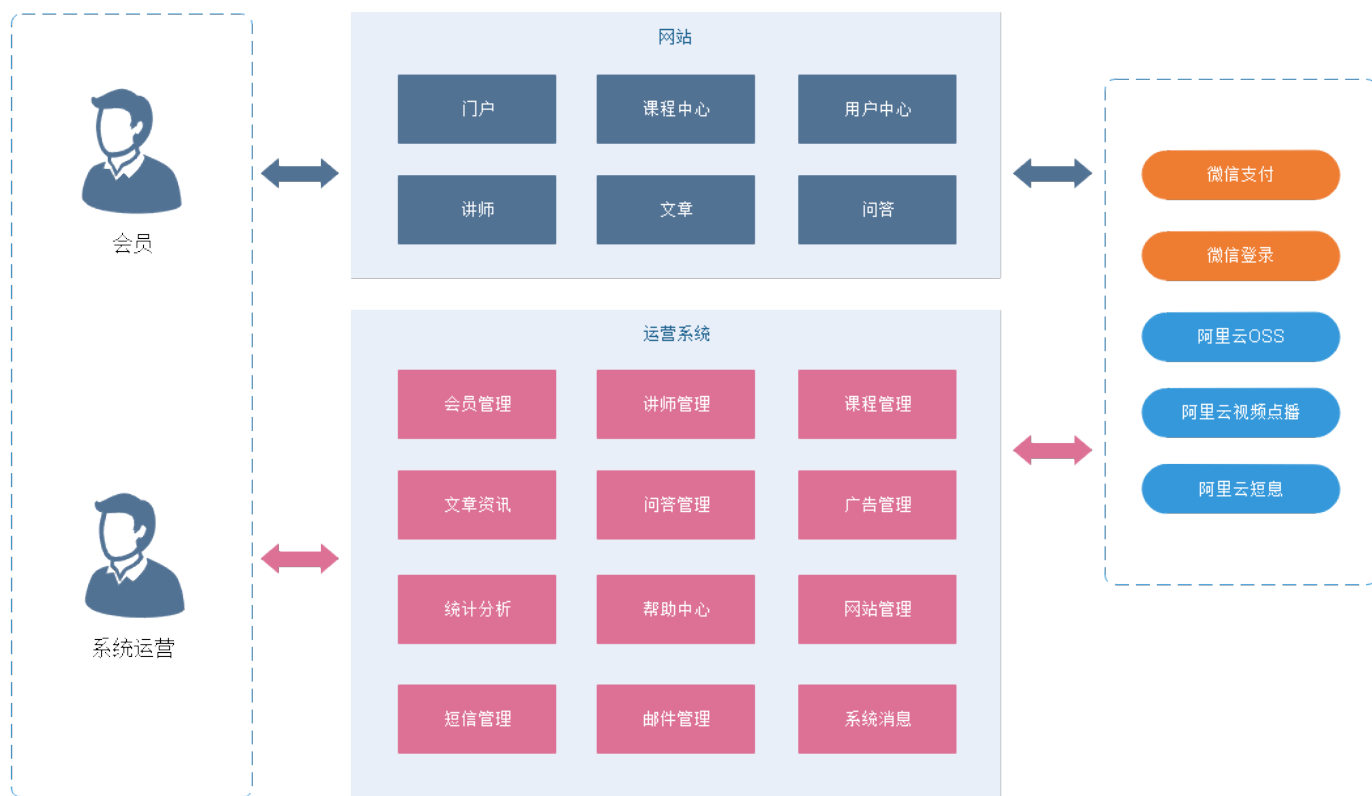 网站
门户
课程中心
用户中心
讲师
文章
问答
会员
运营系统
会员管理
讲师管理
课程管理
文章资讯
问答管理
广告管理
统计分析
帮助中心
网站管理
短信管理
邮件管理
系统消息
系统运营
微信支付
微信登录
阿里云OSS
阿里云视频点播
阿里云短息